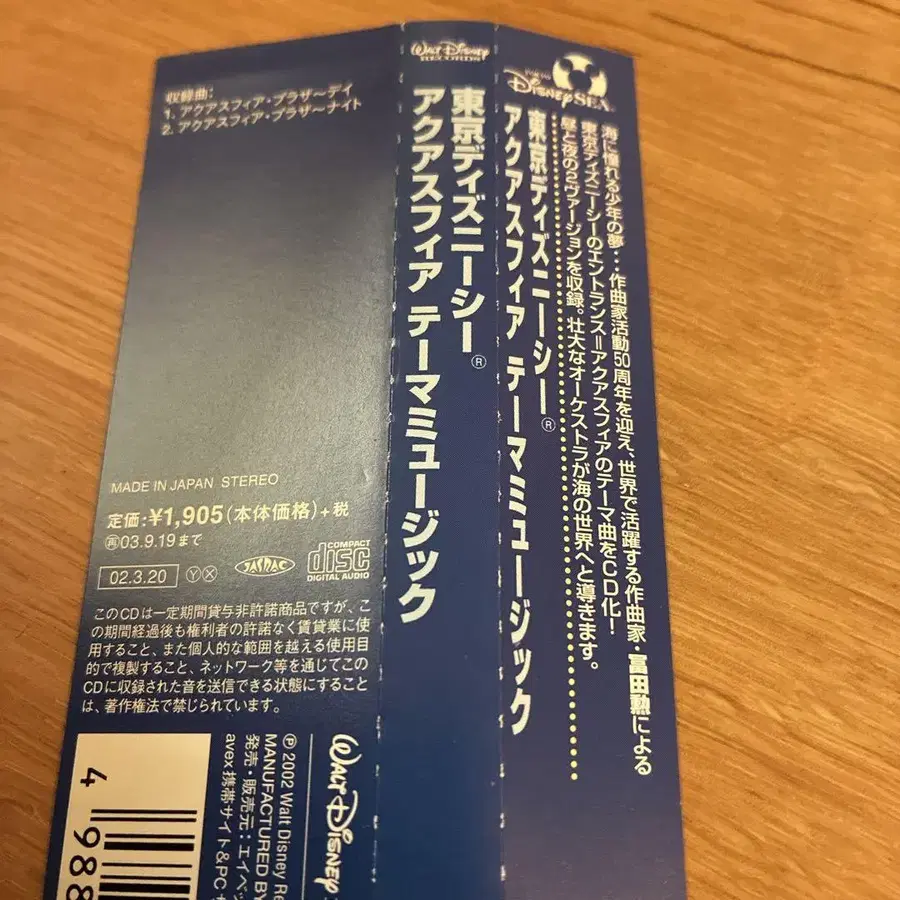 収録曲:
1. アクアスフィア・プラザ〜デイ
2. アクアスフィア・プラザ〜ナイト
MADE IN JAPAN STEREO
定価:¥1,905(本体価格)+税
再03.9.19まで
02.3.20 Y X JASRAC COMPACT disc DIGITAL AUDIO
このCDは一定期間貸与非許諾商品ですが、こ
の期間経過後も権利者の許諾なく賃貸業に使
用すること、また個人的な範囲を越える使用目
的で複製すること、ネットワーク等を通じてこの
CDに収録された音を送信できる状態にすること
は、著作権法で禁じられています。
4 988
WALT DISNEY
℗ 2002 Walt Disney Re
MANUFACTURED BY
発売・販売元:エイベッ
avex携帯サイト&PC
WALT DISNEY RECORDS
東京ディズニーシー®
アクアスフィア テーマミュージック
TOKYO DISNEY SEA
東京ディズニーシー®
アクアスフィア テーマミュージック
海に憧れる少年の夢…作曲家活動50周年を迎え、世界で活躍する作曲家・冨田勲による
東京ディズニーシーのエントランス=アクアスフィアのテーマ曲をCD化!
昼と夜の2ヴァージョンを収録。壮大なオーケストラが海の世界へと導きます。